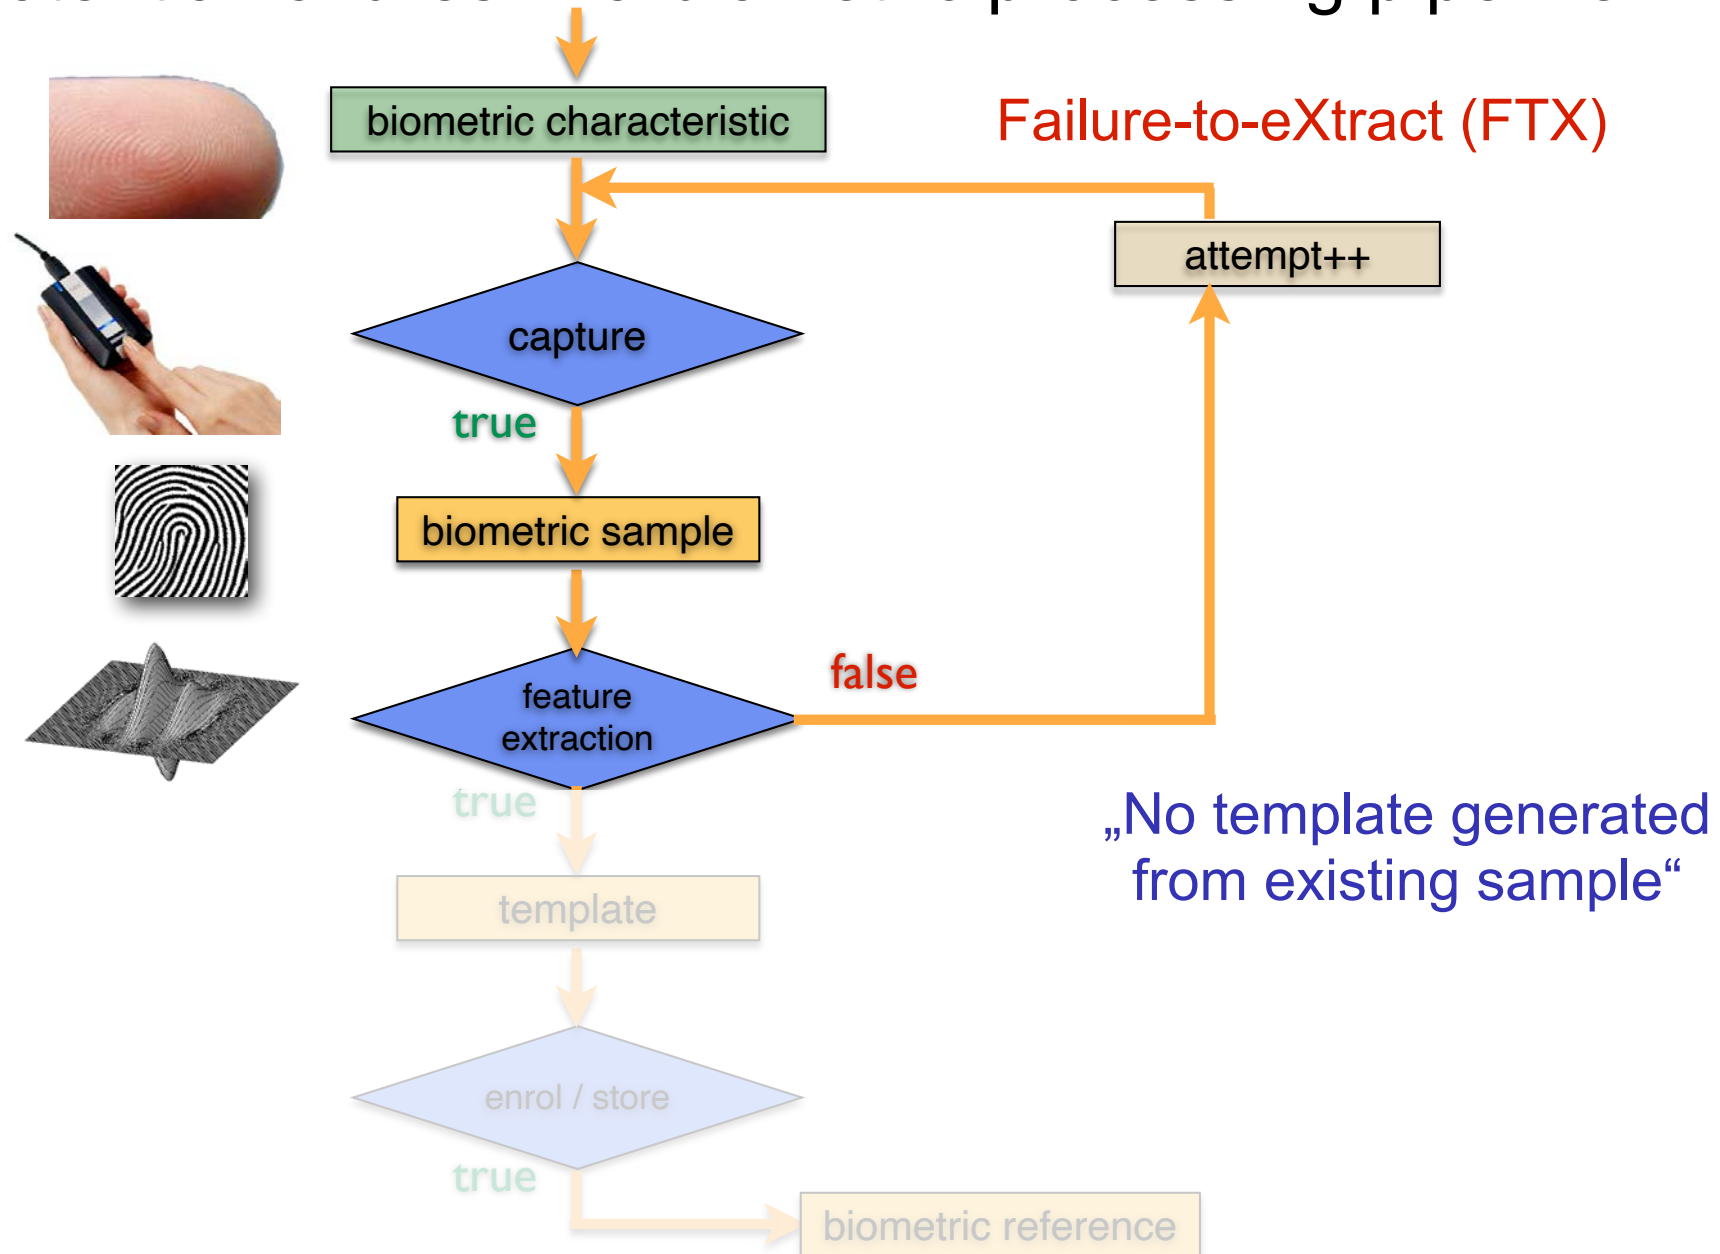 processing
biometric characteristic
Failure-to-eXtract (FTX)
attempt++
capture
true
biometric sample
feature
extraction
false
true
„No template generated
from existing sample“
template
enrol / store
true
biometric reference